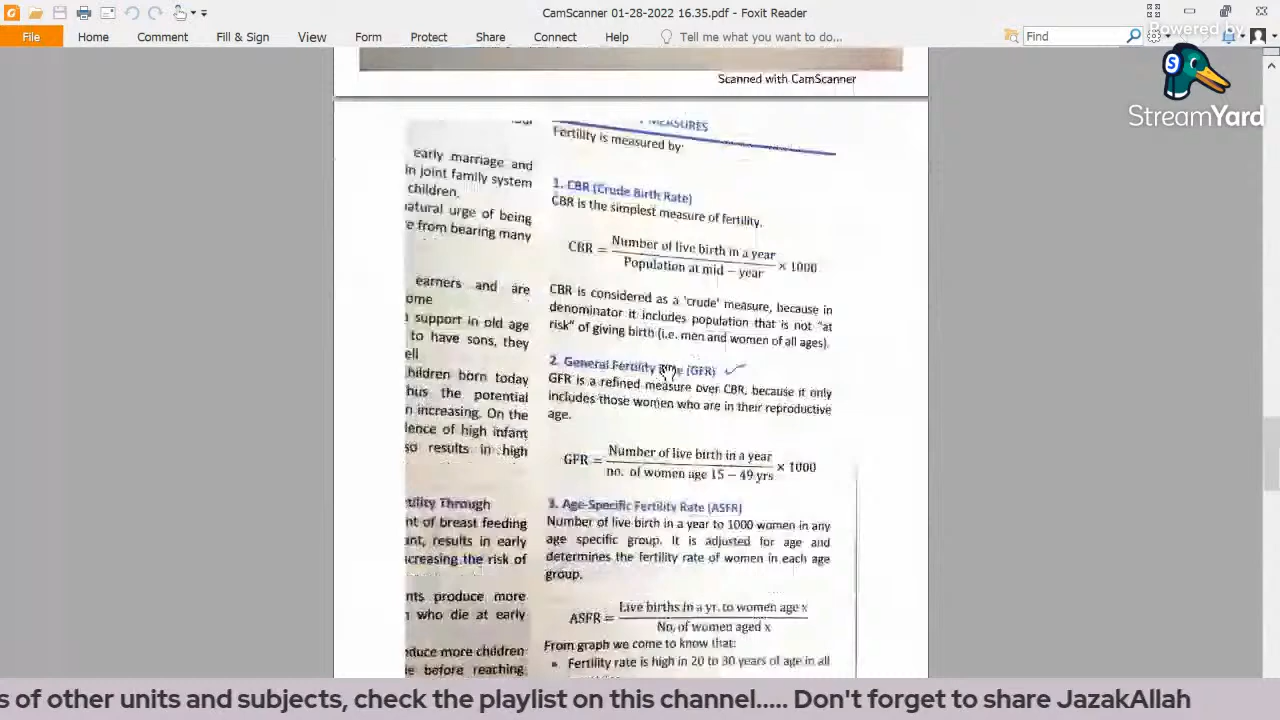 CamScanner 01-28-2022 16.35.pdf - Foxit Reader
File Home Comment Fill & Sign View Form Protect Share Connect Help Tell me what you want to do... Find
Powered by
StreamYard
Scanned with CamScanner
early marriage and
in joint family system
children.
natural urge of being
from bearing many
earners and are
support in old age
to have sons, they
children born today
the potential
increasing. On the
of high infant
so results in high
Through
of breast feeding
results in early
increasing the risk of
produce more
who die at early
more children
before reaching
MEASURES
Fertility is measured by:
1. CBR (Crude Birth Rate)
CBR is the simplest measure of fertility.
CBR = Number of live birth in a year
Population at mid – year × 1000
CBR is considered as a 'crude' measure, because in
denominator it includes population that is not "at
risk" of giving birth (i.e. men and women of all ages).
2. General Fertility (GFR)
GFR is a refined measure over CBR, because it only
includes those women who are in their reproductive
age.
GFR = Number of live birth in a year
no. of women age 15 – 49 yrs × 1000
3. Age-Specific Fertility Rate (ASFR)
Number of live birth in a year to 1000 women in any
age specific group. It is adjusted for age and
determines the fertility rate of women in each age
group.
ASFR = Live births in a yr. to women age x
No. of women aged x
From graph we come to know that:
» Fertility rate is high in 20 to 30 years of age in all
s of other units and subjects, check the playlist on this channel..... Don't forget to share JazakAllah